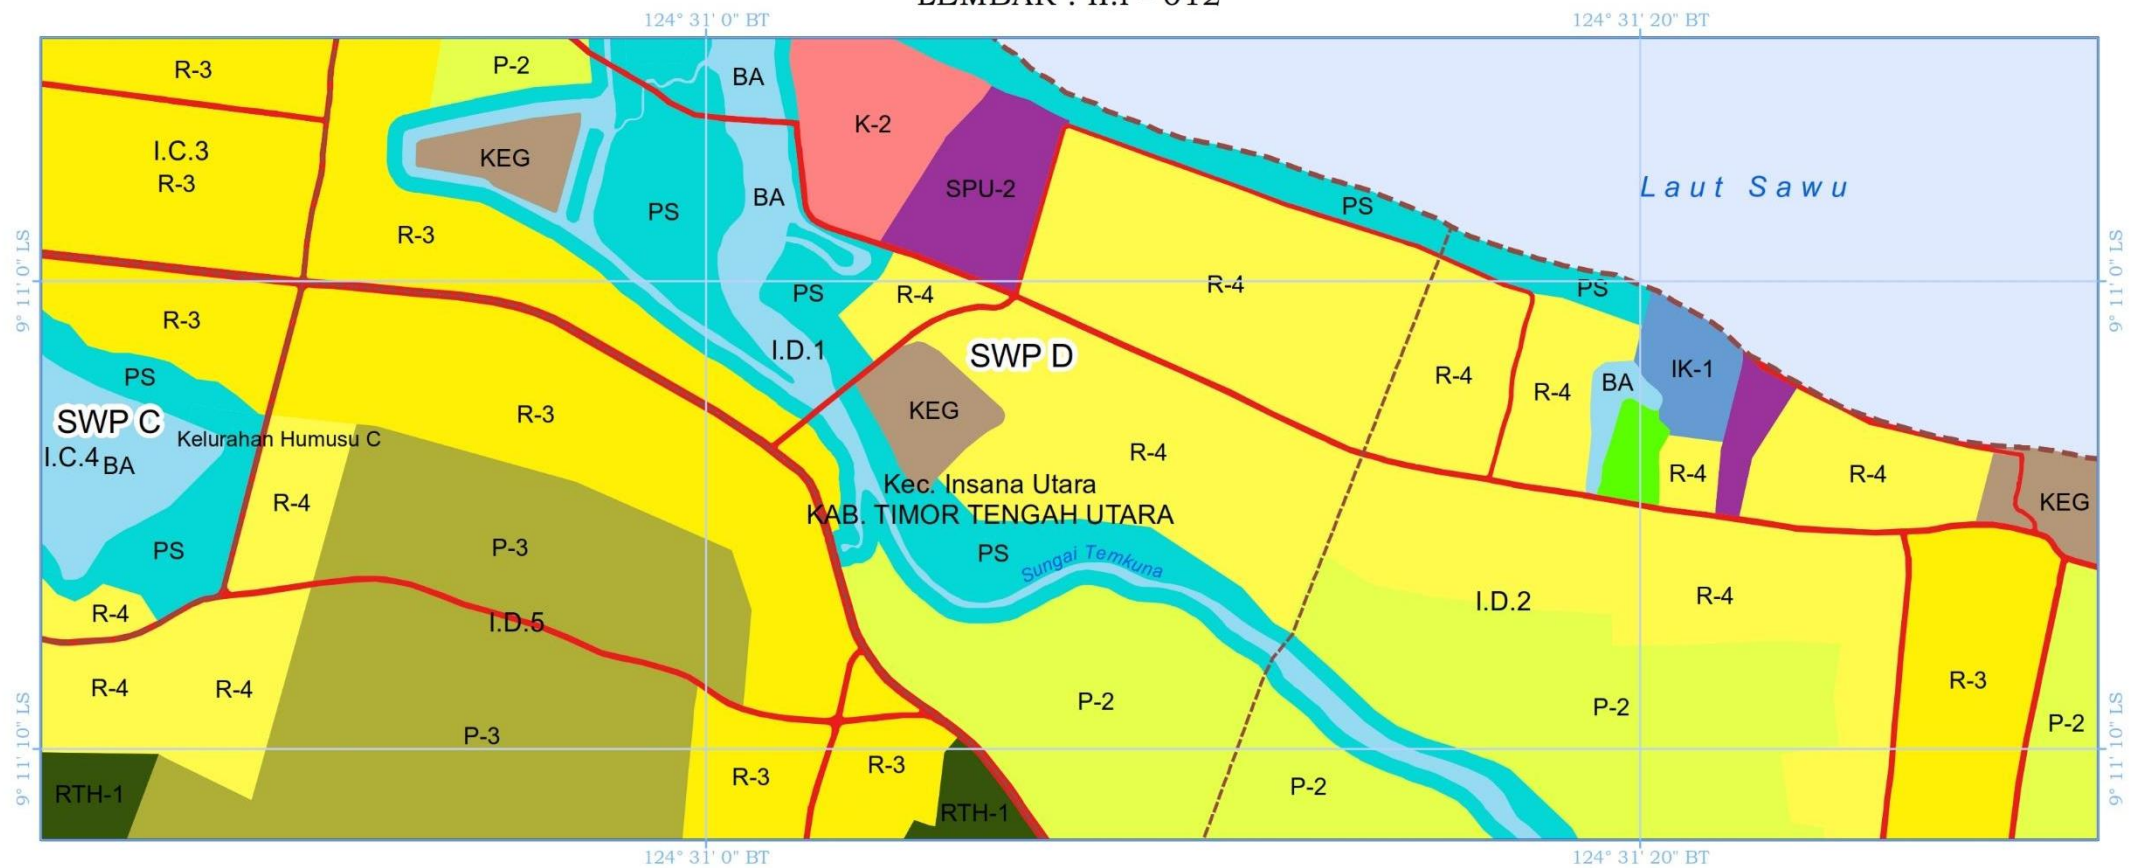 LEMBAR : II.1 - 012
124° 31' 0" BT
124° 31' 20" BT
R-3
P-2
BA
K-2
I.C.3
R-3
KEG
Laut Sawu
SPU-2
BA
PS
PS
R-3
9° 11' 0" LS
9° 11' 0" LS
R-4
PS
PS
R-4
R-3
I.D.1
SWP D
PS
R-4
IK-1
BA
R-4
KEG
R-3
SWP C
Kelurahan Humusu C
I.C.4
BA
R-4
R-4
R-4
Kec. Insana Utara
KAB. TIMOR TENGAH UTARA
R-4
KEG
PS
P-3
PS
Sungai Temkuna
R-4
I.D.5
I.D.2
R-4
R-4
R-4
P-2
P-2
R-3
P-3
P-2
9° 11' 10" LS
9° 11' 10" LS
R-3
R-3
P-2
RTH-1
RTH-1
124° 31' 0" BT
124° 31' 20" BT